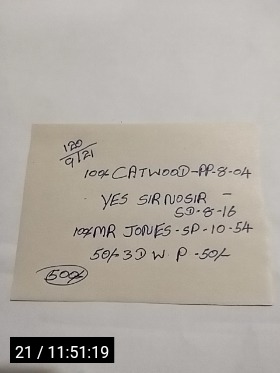 120
9/21
10% CATWOOD-PP-8-04
YES SIR NO SIR -
SD-8-16
10% MR JONES-SP-10-54
50% 3D W P -50%
50%
21 / 11:51:19